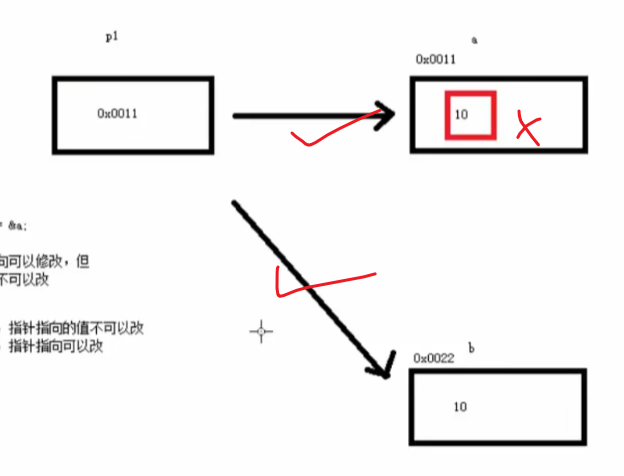 p1
a
0x0011
0x0011
10
= &a;
向可以修改，但
不可以改
指针指向的值不可以改
指针指向可以改
b
0x0022
10